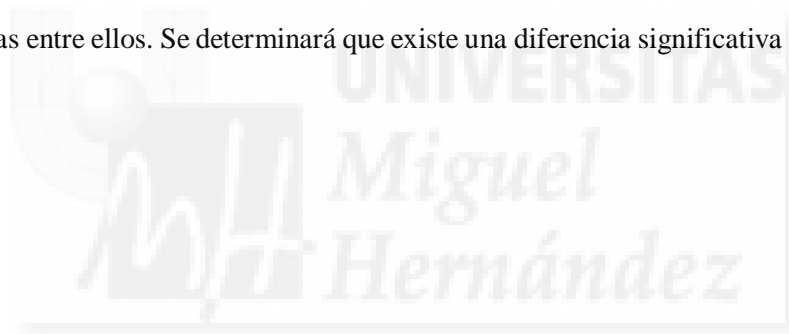 as entre ellos. Se determinará que existe una diferencia significativa
UNIVERSITAS
Miguel
Hernández